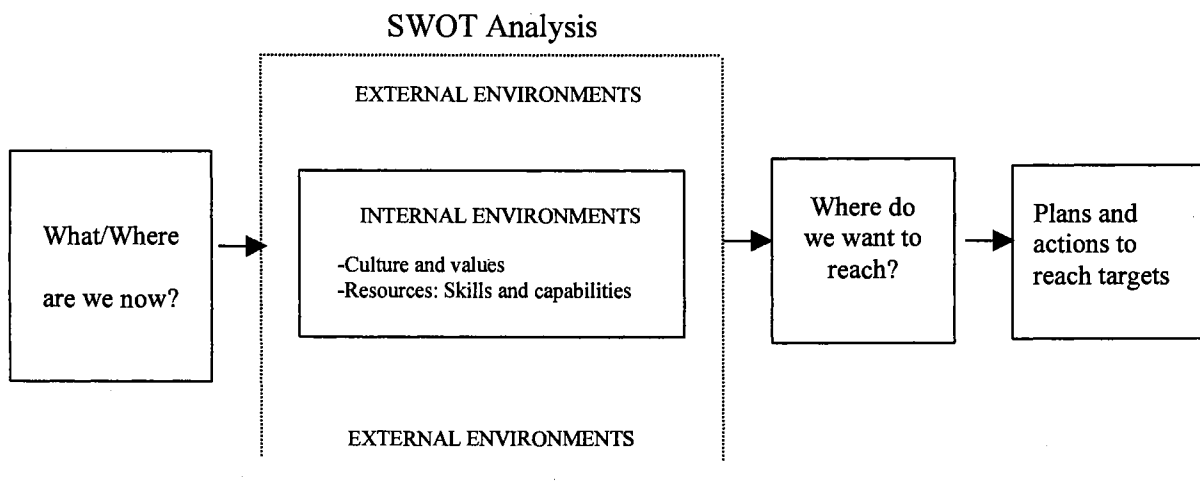 SWOT Analysis
EXTERNAL ENVIRONMENTS
What/Where
are we now?
INTERNAL ENVIRONMENTS
-Culture and values
-Resources: Skills and capabilities
EXTERNAL ENVIRONMENTS
Where do
we want to
reach?
Plans and
actions to
reach targets